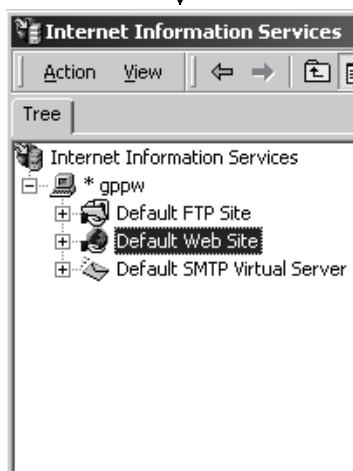 Internet Information Services
Action View
Tree
Internet Information Services
* gppw
Default FTP Site
Default Web Site
Default SMTP Virtual Server